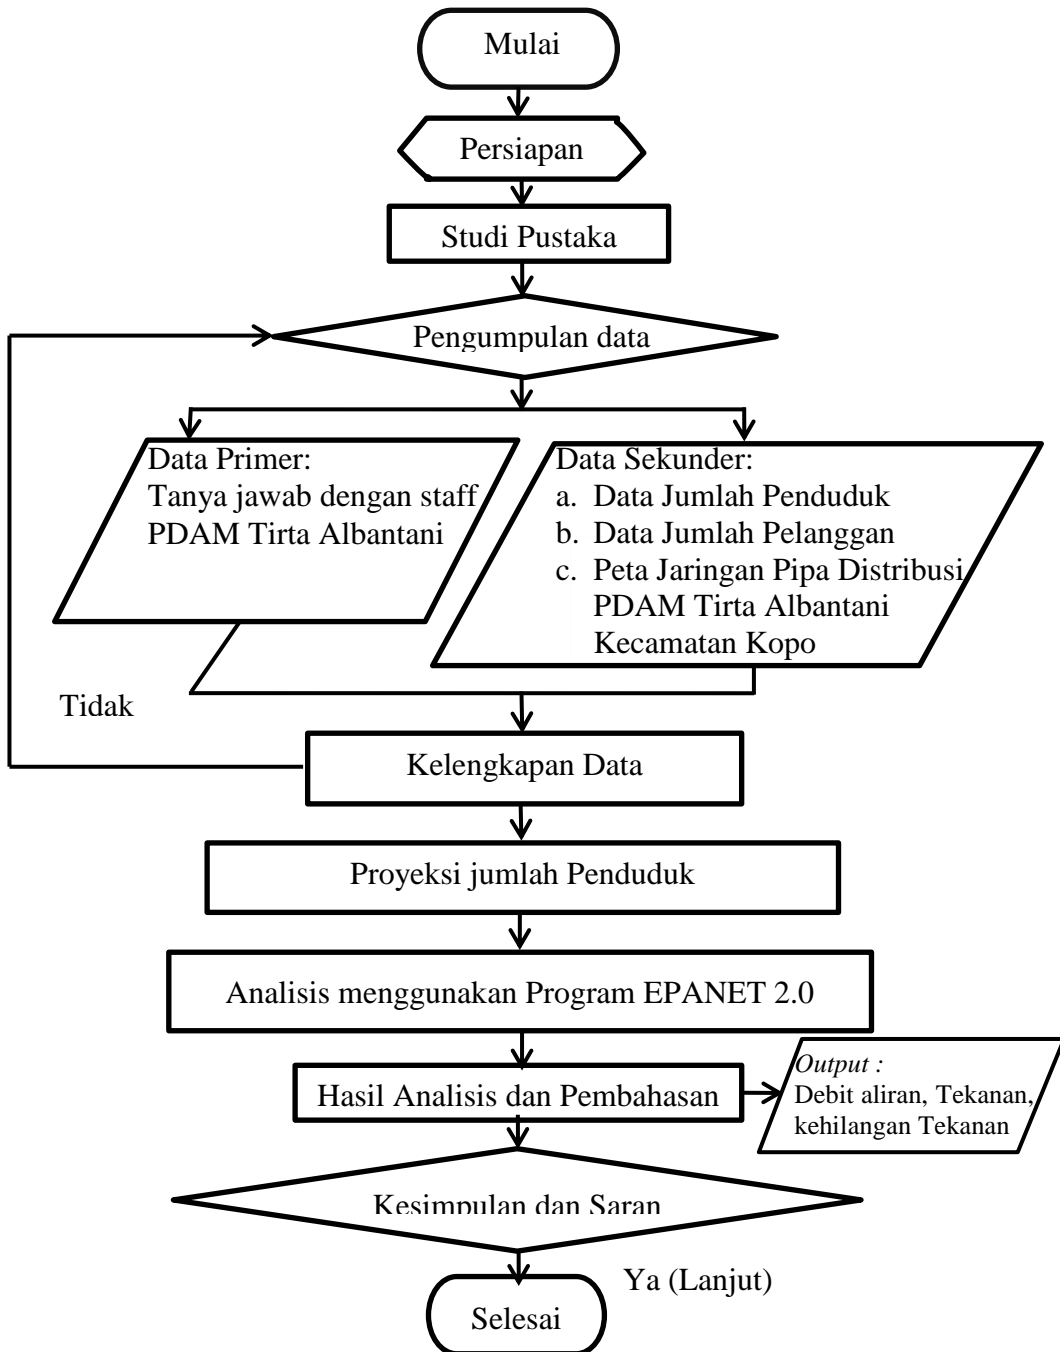 Mulai
Persiapan
Studi Pustaka
Pengumpulan data
Data Primer:
Tanya jawab dengan staff
PDAM Tirta Albantani
Data Sekunder:
a. Data Jumlah Penduduk
b. Data Jumlah Pelanggan
c. Peta Jaringan Pipa Distribusi
PDAM Tirta Albantani
Kecamatan Kopo
Tidak
Kelengkapan Data
Proyeksi jumlah Penduduk
Analisis menggunakan Program EPANET 2.0
Hasil Analisis dan Pembahasan
Output :
Debit aliran, Tekanan,
kehilangan Tekanan
Kesimpulan dan Saran
Ya (Lanjut)
Selesai